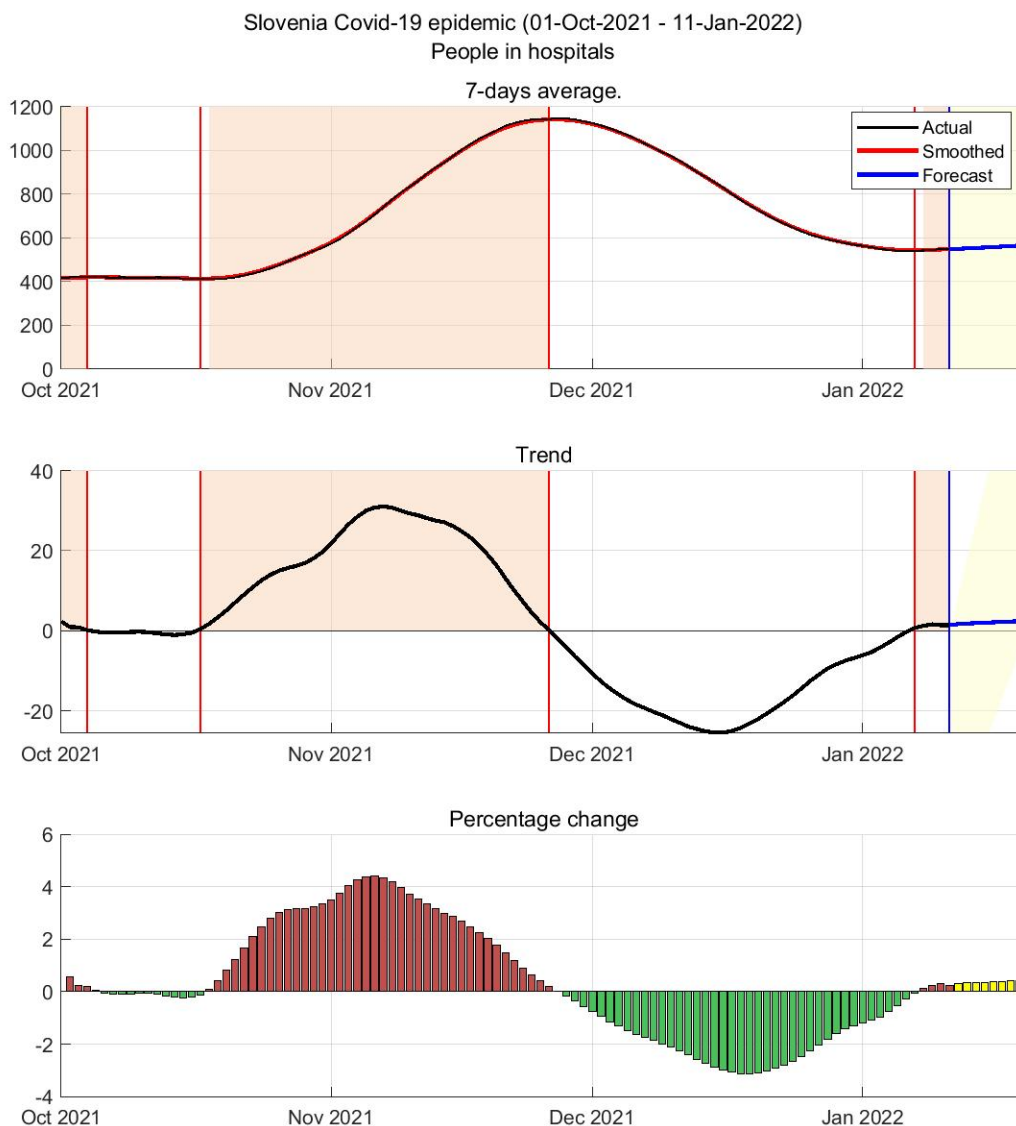 Slovenia Covid-19 epidemic (01-Oct-2021 - 11-Jan-2022)
People in hospitals
7-days average.
1200
1000
800
600
400
200
0
Actual
Smoothed
Forecast
Oct 2021 Nov 2021 Dec 2021 Jan 2022
Trend
40
20
0
-20
Oct 2021 Nov 2021 Dec 2021 Jan 2022
Percentage change
6
4
2
0
-2
-4
Oct 2021 Nov 2021 Dec 2021 Jan 2022